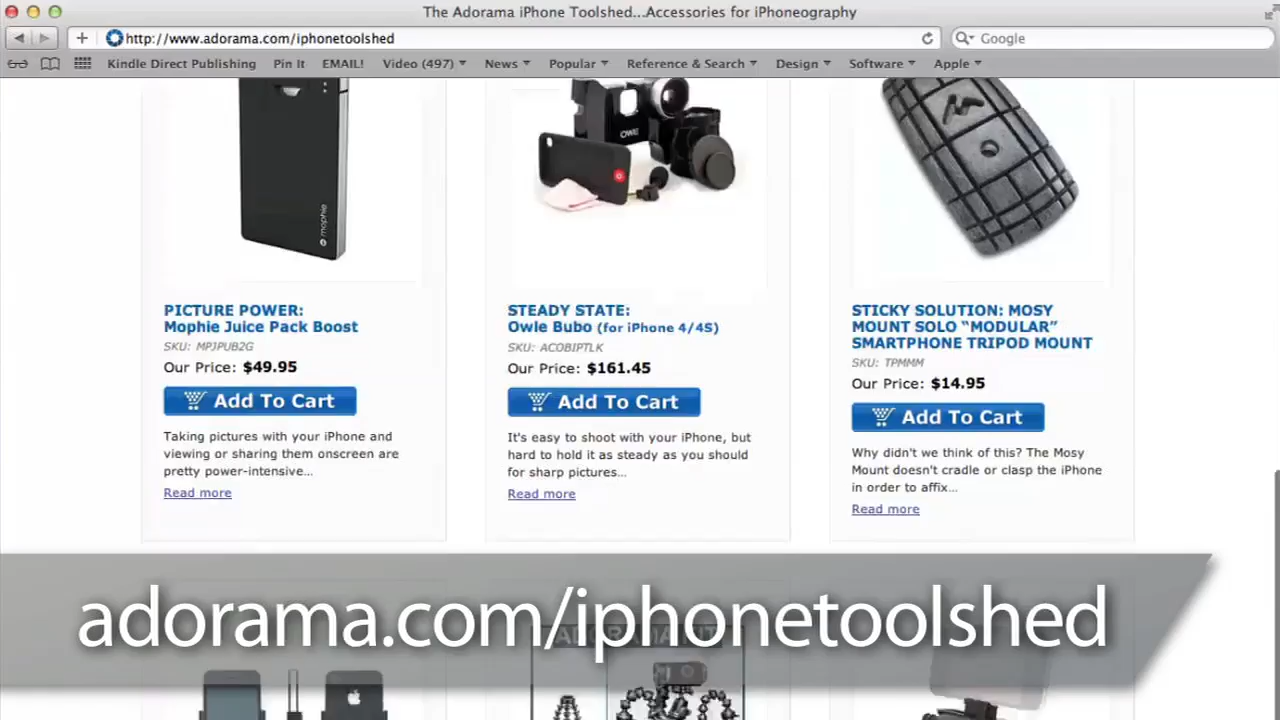 The Adorama iPhone Toolshed...Accessories for iPhoneography
http://www.adorama.com/iphonetoolshed
Google
Kindle Direct Publishing Pin It EMAIL! Video (497) News Popular Reference & Search Design Software Apple
mophie
OWLE
PICTURE POWER:
Mophie Juice Pack Boost
SKU: MPJPUB2G
Our Price: $49.95
Add To Cart
Taking pictures with your iPhone and
viewing or sharing them onscreen are
pretty power-intensive...
Read more
STEADY STATE:
Owle Bubo (for iPhone 4/4S)
SKU: ACOBIPTLK
Our Price: $161.45
Add To Cart
It's easy to shoot with your iPhone, but
hard to hold it as steady as you should
for sharp pictures...
Read more
STICKY SOLUTION: MOSY
MOUNT SOLO “MODULAR”
SMARTPHONE TRIPOD MOUNT
SKU: TPMMM
Our Price: $14.95
Add To Cart
Why didn't we think of this? The Mosy
Mount doesn't cradle or clasp the iPhone
in order to affix...
Read more
adorama.com/iphonetoolshed